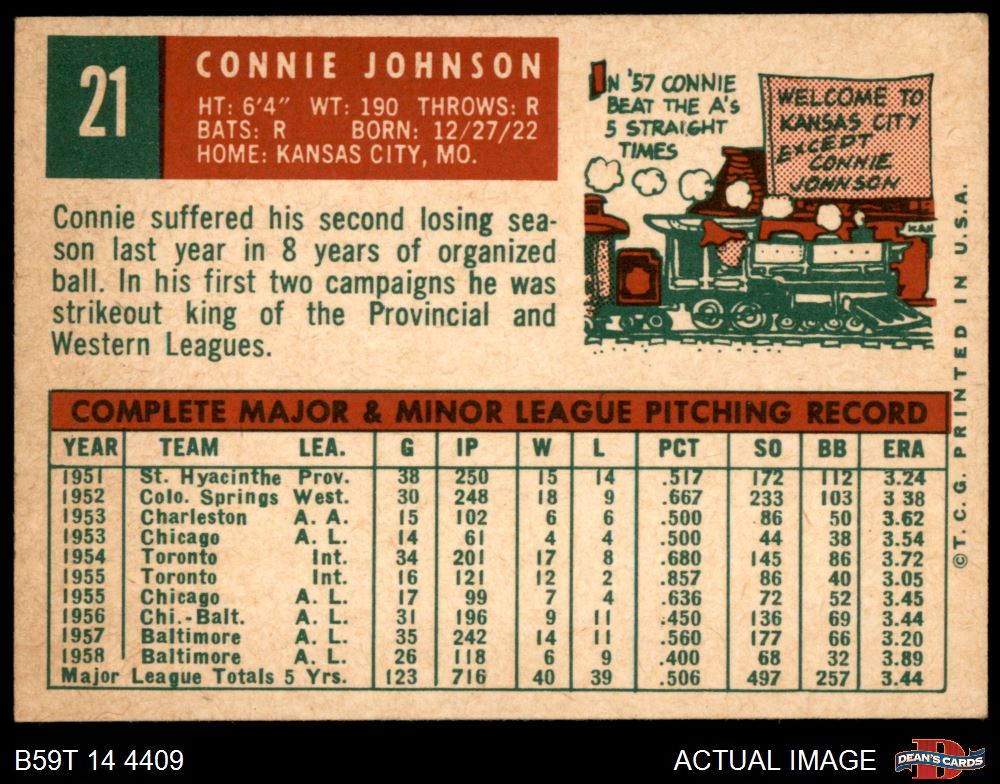 21
CONNIE JOHNSON
HT: 6'4" WT: 190 THROWS: R
BATS: R BORN: 12/27/22
HOME: KANSAS CITY, MO.
Connie suffered his second losing sea-
son last year in 8 years of organized
ball. In his first two campaigns he was
strikeout king of the Provincial and
Western Leagues.
IN '57 CONNIE
BEAT THE A's
5 STRAIGHT
TIMES
WELCOME TO
KANSAS CITY
EXCEPT
CONNIE
JOHNSON
KAN
COMPLETE MAJOR & MINOR LEAGUE PITCHING RECORD
YEAR TEAM LEA. G IP W L PCT SO BB ERA
1951 St. Hyacinthe Prov. 38 250 15 14 .517 172 112 3.24
1952 Colo. Springs West. 30 248 18 9 .667 233 103 3 38
1953 Charleston A. A. 15 102 6 6 .500 86 50 3.62
1953 Chicago A. L. 14 61 4 4 .500 44 38 3.54
1954 Toronto Int. 34 201 17 8 .680 145 86 3.72
1955 Toronto Int. 16 121 12 2 .857 86 40 3.05
1955 Chicago A. L. 17 99 7 4 .636 72 52 3.45
1956 Chi.-Balt. A. L. 31 196 9 11 .450 136 69 3.44
1957 Baltimore A. L. 35 242 14 11 .560 177 66 3.20
1958 Baltimore A. L. 26 118 6 9 .400 68 32 3.89
Major League Totals 5 Yrs. 123 716 40 39 .506 497 257 3.44
©T. C. G. PRINTED IN U.S.A.
B59T 14 4409
ACTUAL IMAGE
DEAN'S CARDS